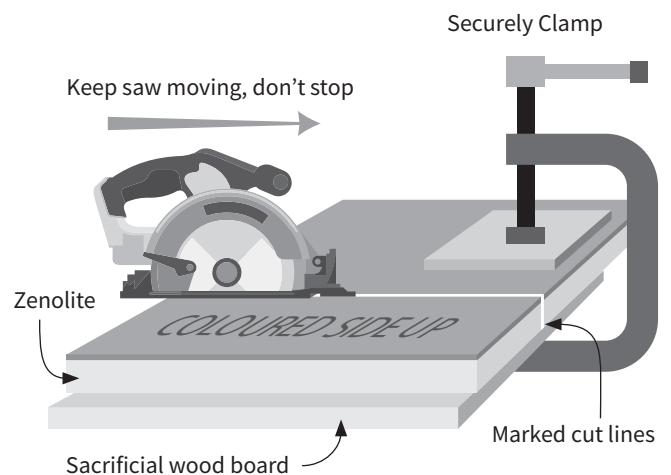 Securely Clamp
Keep saw moving, don't stop
Zenolite
COLOURED SIDE UP
Marked cut lines
Sacrificial wood board